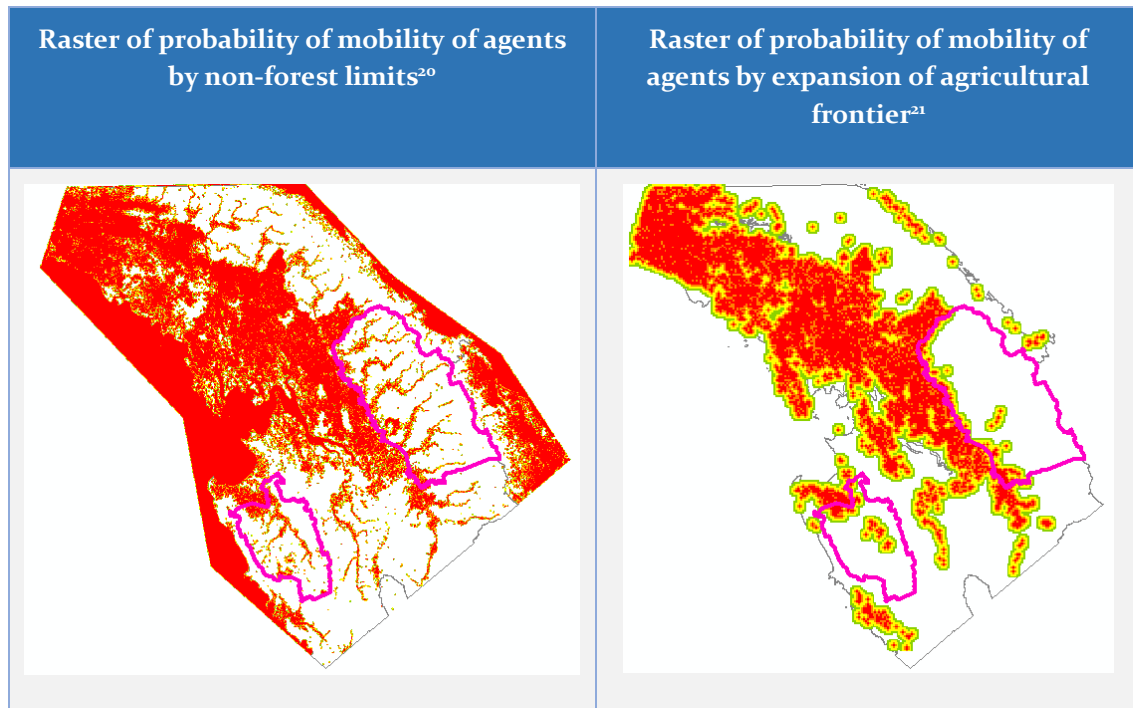 Raster of probability of mobility of agents
by non-forest limits²⁰
Raster of probability of mobility of
agents by expansion of agricultural
frontier²¹